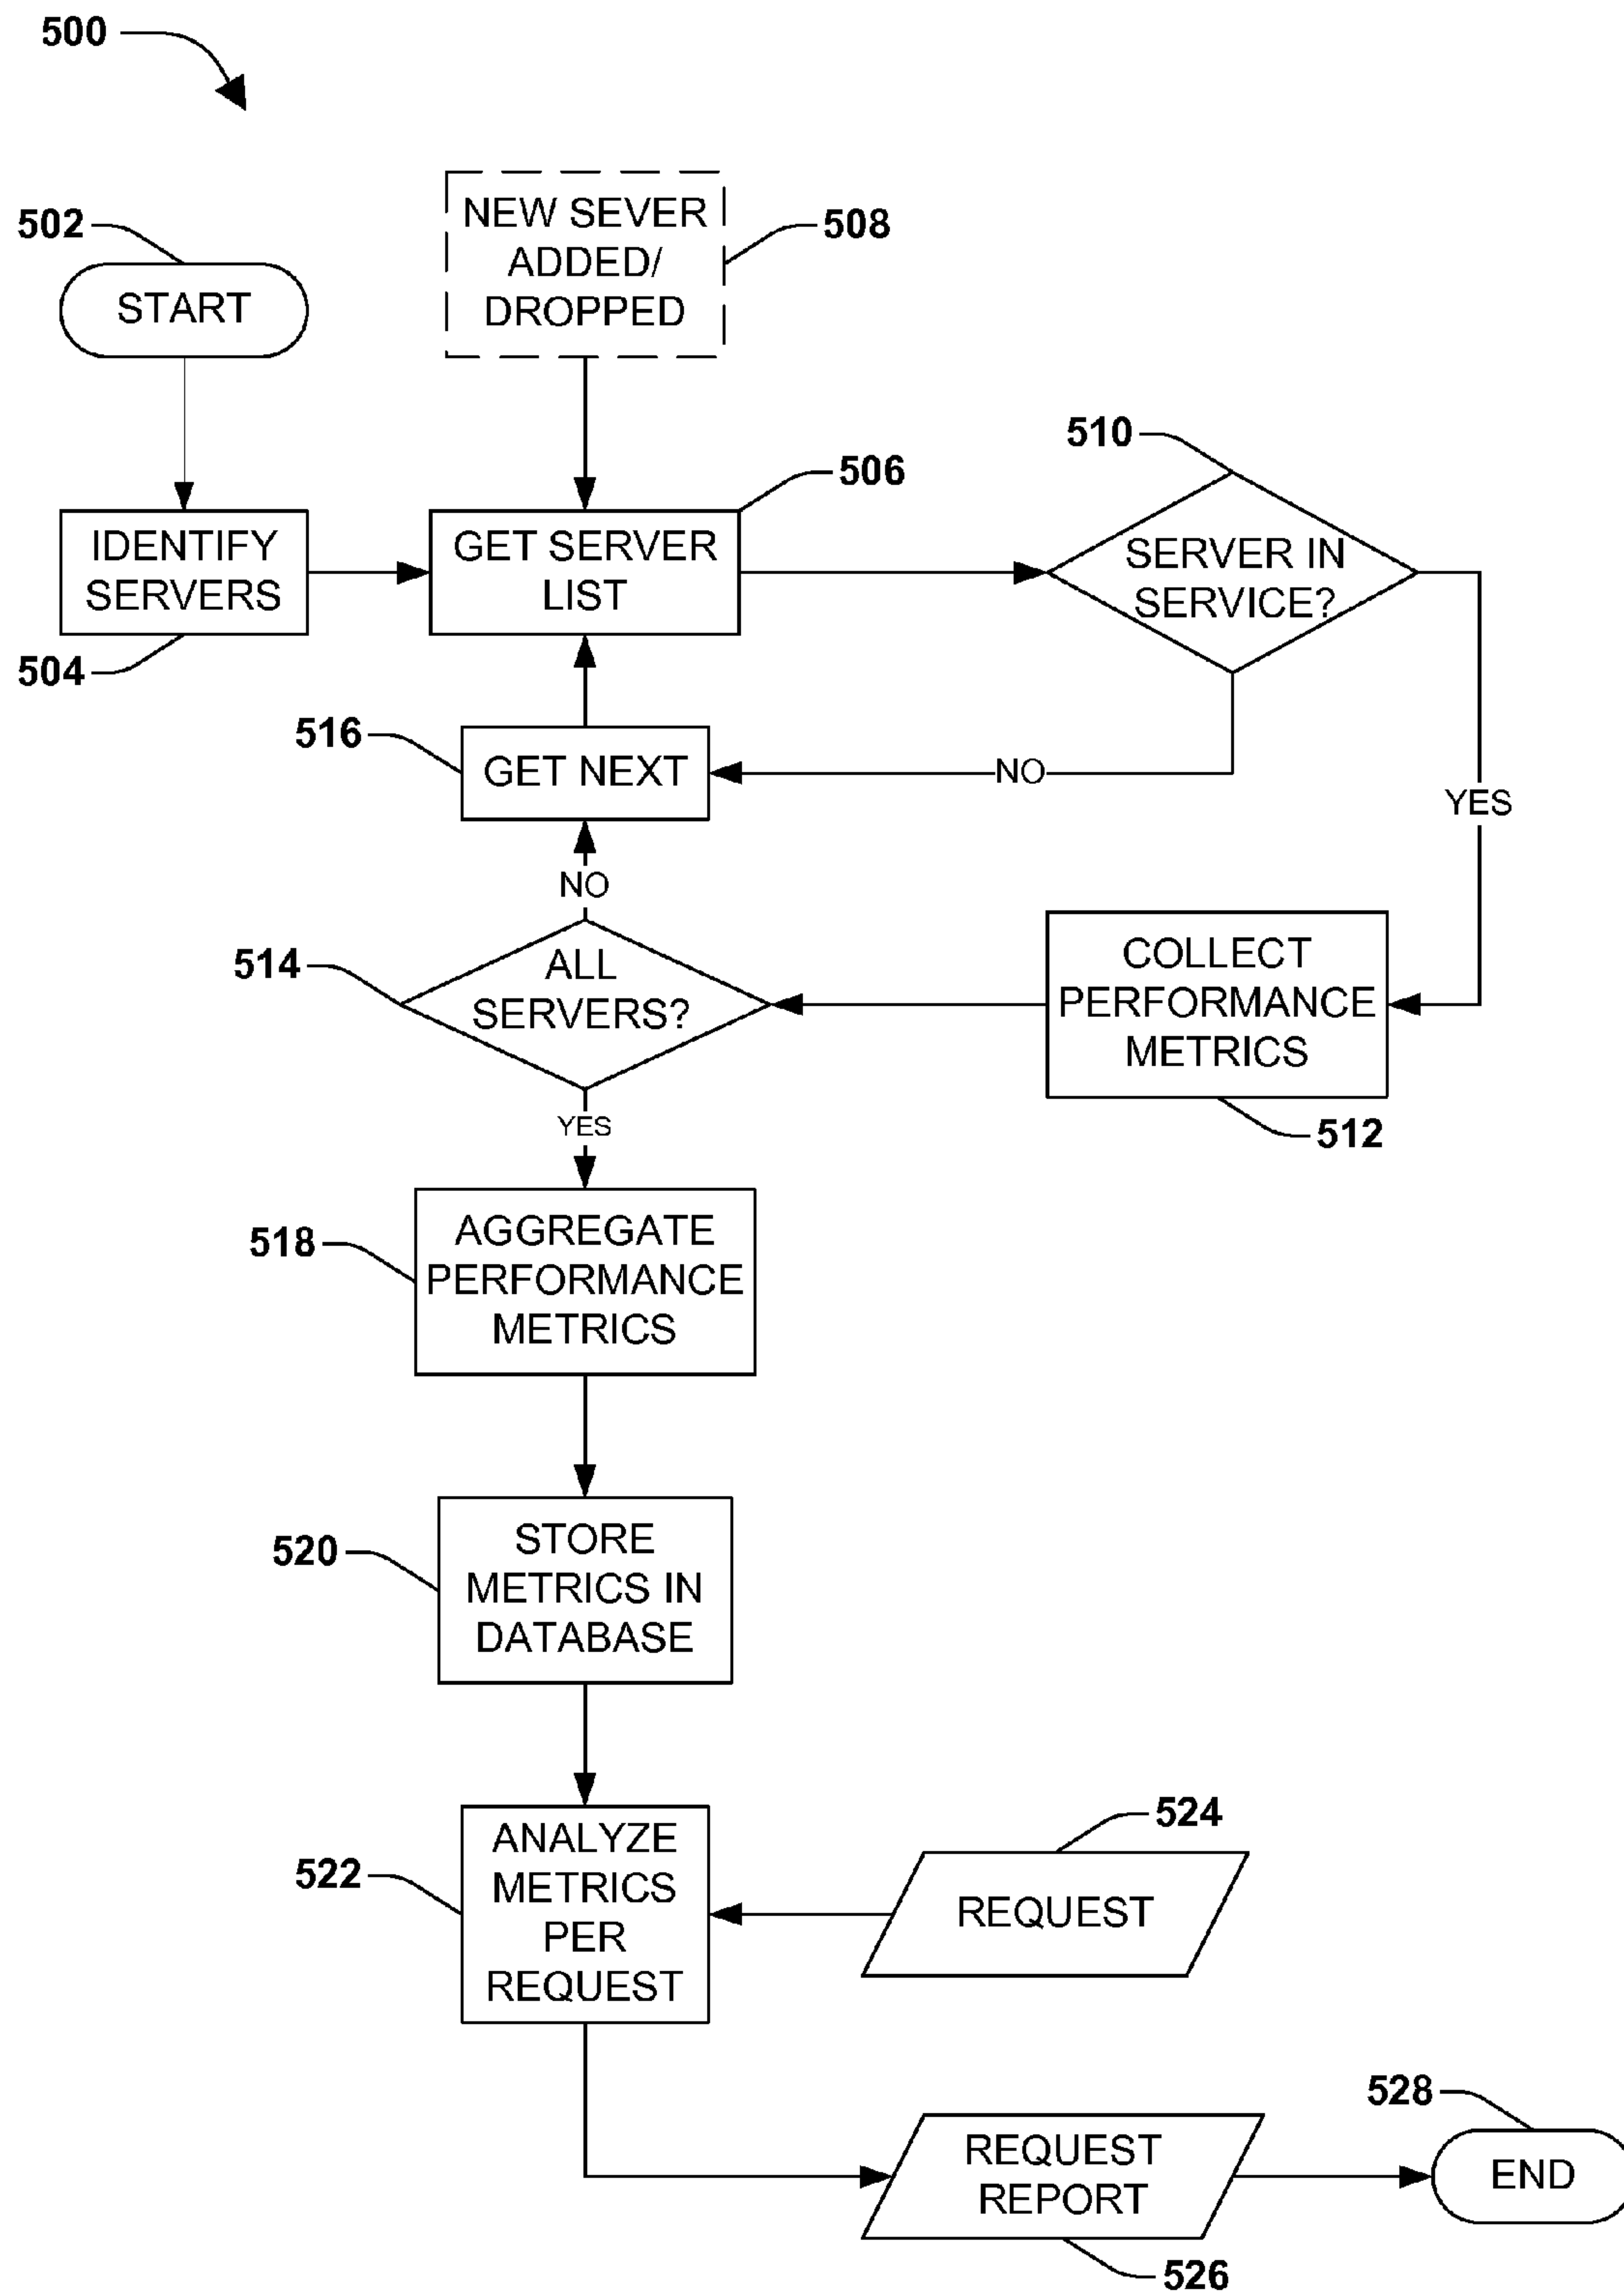 500
502
START
NEW SEVER
ADDED/
DROPPED
508
510
506
IDENTIFY
SERVERS
504
GET SERVER
LIST
SERVER IN
SERVICE?
516
GET NEXT
NO
YES
NO
514
ALL
SERVERS?
COLLECT
PERFORMANCE
METRICS
512
YES
518
AGGREGATE
PERFORMANCE
METRICS
520
STORE
METRICS IN
DATABASE
522
ANALYZE
METRICS
PER
REQUEST
524
REQUEST
REQUEST
REPORT
526
528
END